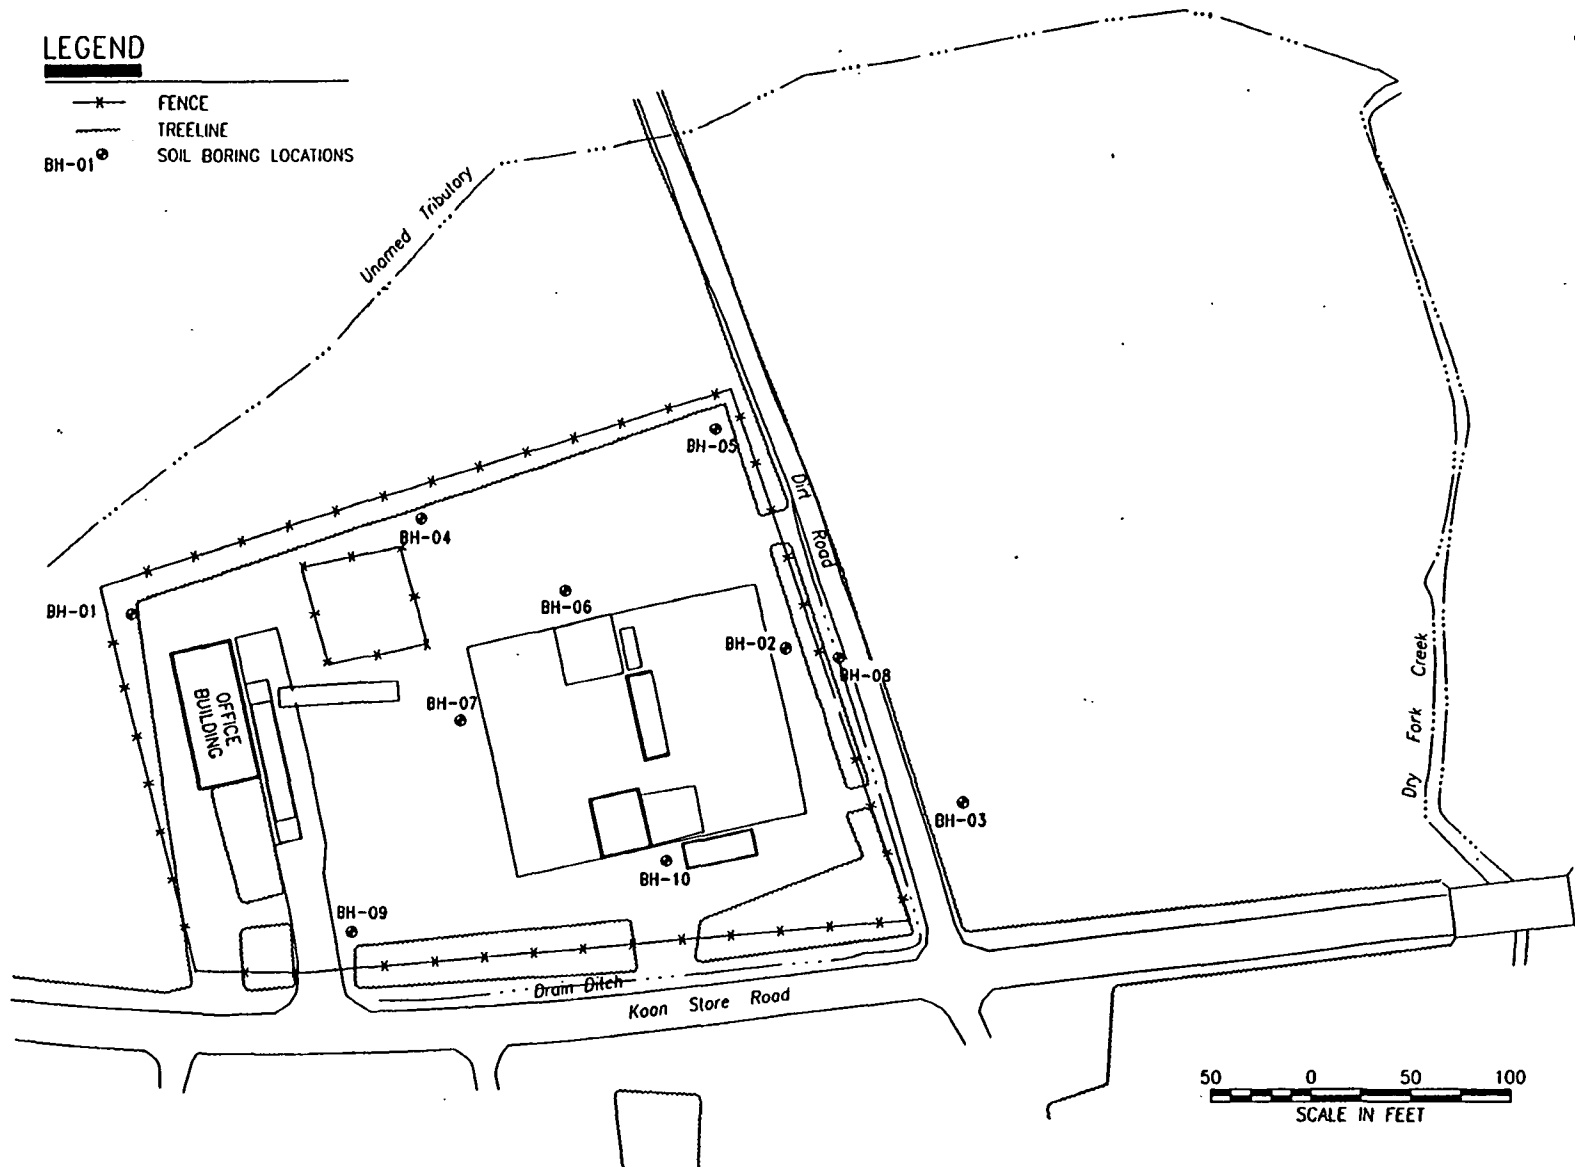 LEGEND
FENCE
TREELINE
BH-01 SOIL BORING LOCATIONS
Unamed Tributary
BH-05
Dirt Road
BH-04
BH-01
BH-06
BH-02
BH-08
OFFICE
BUILDING
BH-07
Dry Fork Creek
BH-03
BH-10
BH-09
Drain Ditch
Koon Store Road
50 0 50 100
SCALE IN FEET